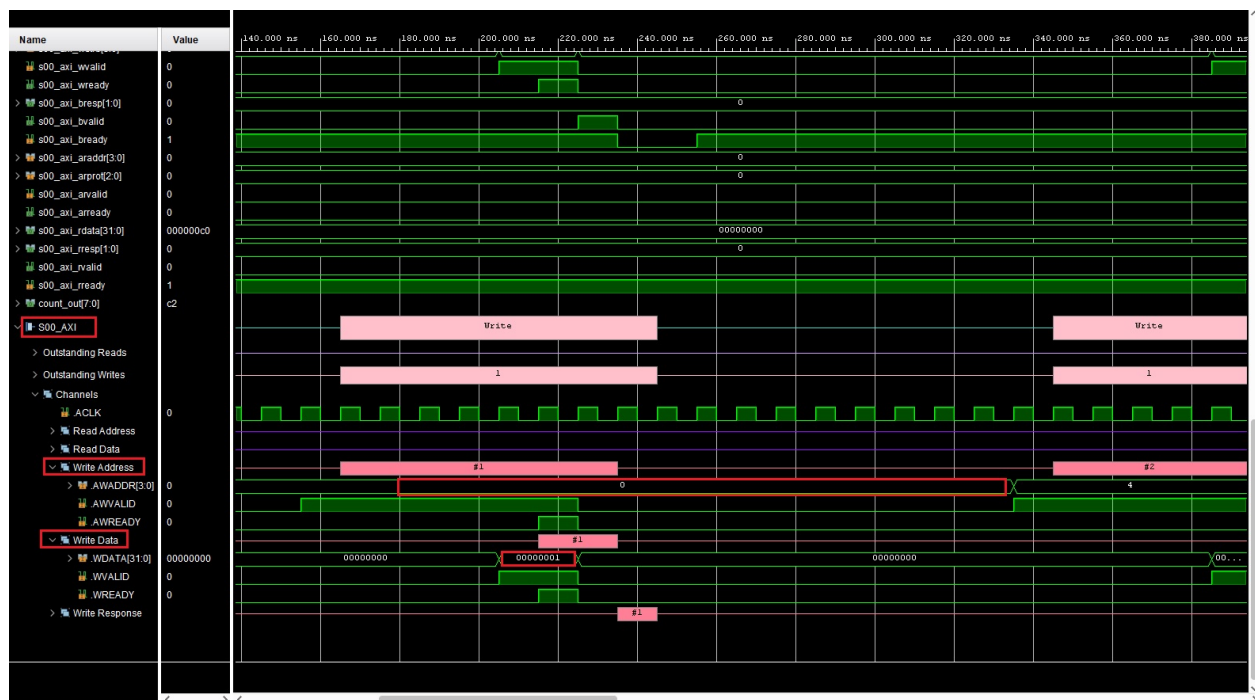 Name Value 140.000 ns 160.000 ns 180.000 ns 200.000 ns 220.000 ns 240.000 ns 260.000 ns 280.000 ns 300.000 ns 320.000 ns 340.000 ns 360.000 ns 380.000 ns
s00_axi_wvalid 0
s00_axi_wready 0
> s00_axi_bresp[1:0] 0 0
s00_axi_bvalid 0
s00_axi_bready 1
> s00_axi_araddr[3:0] 0 0
> s00_axi_arprot[2:0] 0 0
s00_axi_arvalid 0
s00_axi_arready 0
> s00_axi_rdata[31:0] 000000c0 00000000
> s00_axi_rresp[1:0] 0 0
s00_axi_rvalid 0
s00_axi_rready 1
> count_out[7:0] c2
S00_AXI Write Write
> Outstanding Reads
> Outstanding Writes 1 1
Channels
.ACLK 0
> Read Address
> Read Data
Write Address #1 #2
> .AWADDR[3:0] 0 0 4
.AWVALID 0
.AWREADY 0
Write Data #1
> .WDATA[31:0] 00000000 00000000 00000001 00000000 00...
.WVALID 0
.WREADY 0
> Write Response #1